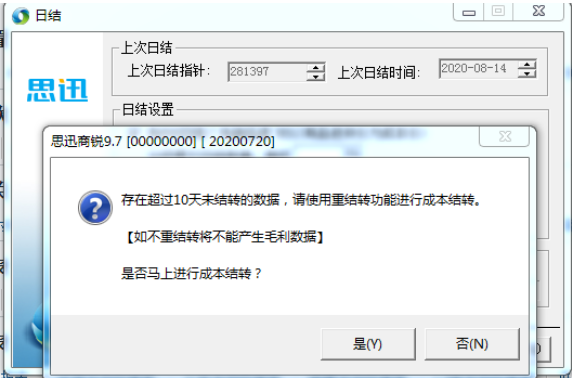 日结
上次日结
上次日结指针：
281397
上次日结时间：
2020-08-14
思迅
日结设置
思迅商锐9.7 [00000000] [ 20200720]
存在超过10天未结转的数据，请使用重结转功能进行成本结转。
【如不重结转将不能产生毛利数据】
是否马上进行成本结转？
是(Y)
否(N)